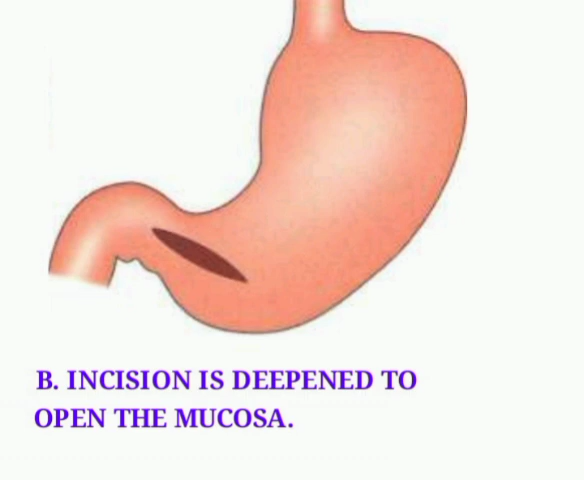 B. INCISION IS DEEPENED TO
OPEN THE MUCOSA.